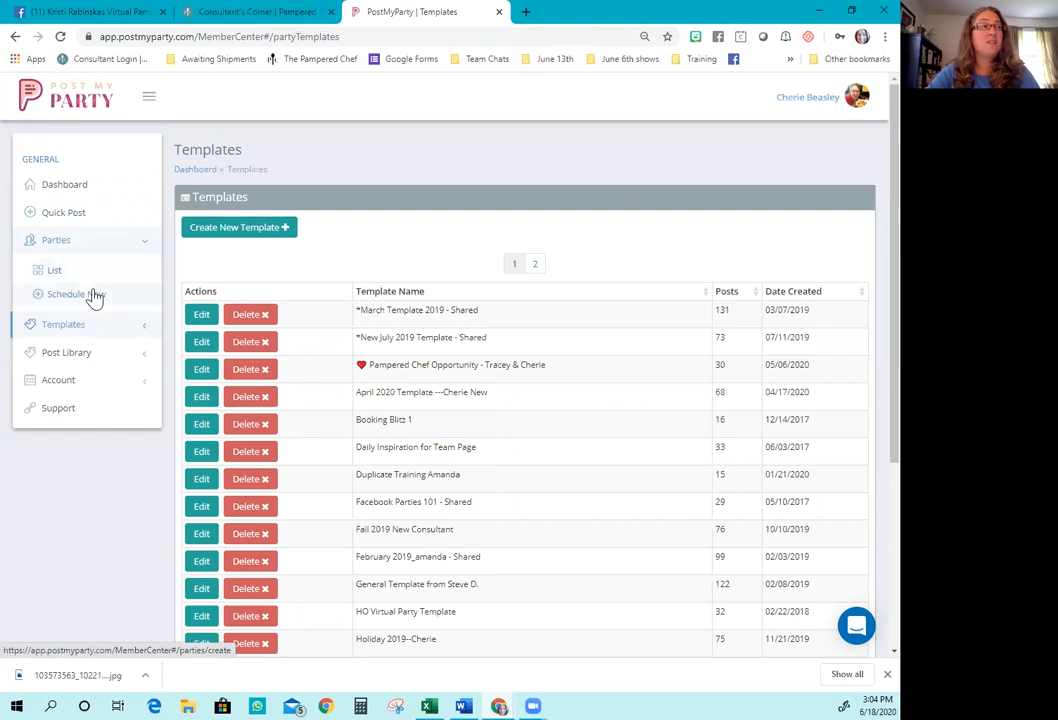 (11) Kristi Rabinskas Virtual Pam
Consultant's Corner | Pampered
PostMyParty | Templates
app.postmyparty.com/MemberCenter#/partyTemplates
Apps
Consultant Login |...
Awaiting Shipments
The Pampered Chef
Google Forms
Team Chats
June 13th
June 6th shows
Training
Other bookmarks
POST MY
PARTY
Cherie Beasley
GENERAL
Dashboard
Quick Post
Parties
List
Schedule New
Templates
Post Library
Account
Support
Templates
Dashboard » Templates
Templates
Create New Template
1 2
Actions Template Name Posts Date Created
Edit Delete *March Template 2019 - Shared 131 03/07/2019
Edit Delete *New July 2019 Template - Shared 73 07/11/2019
Edit Delete Pampered Chef Opportunity - Tracey & Cherie 30 05/06/2020
Edit Delete April 2020 Template ---Cherie New 68 04/17/2020
Edit Delete Booking Blitz 1 16 12/14/2017
Edit Delete Daily Inspiration for Team Page 33 06/03/2017
Edit Delete Duplicate Training Amanda 15 01/21/2020
Edit Delete Facebook Parties 101 - Shared 29 05/10/2017
Edit Delete Fall 2019 New Consultant 76 10/10/2019
Edit Delete February 2019_amanda - Shared 99 02/03/2019
Edit Delete General Template from Steve D. 122 02/08/2019
Edit Delete HO Virtual Party Template 32 02/22/2018
Edit Delete Holiday 2019--Cherie 75 11/21/2019
https://app.postmyparty.com/MemberCenter#/parties/create
103573563_10221....jpg
Show all
5
3:04 PM
6/18/2020